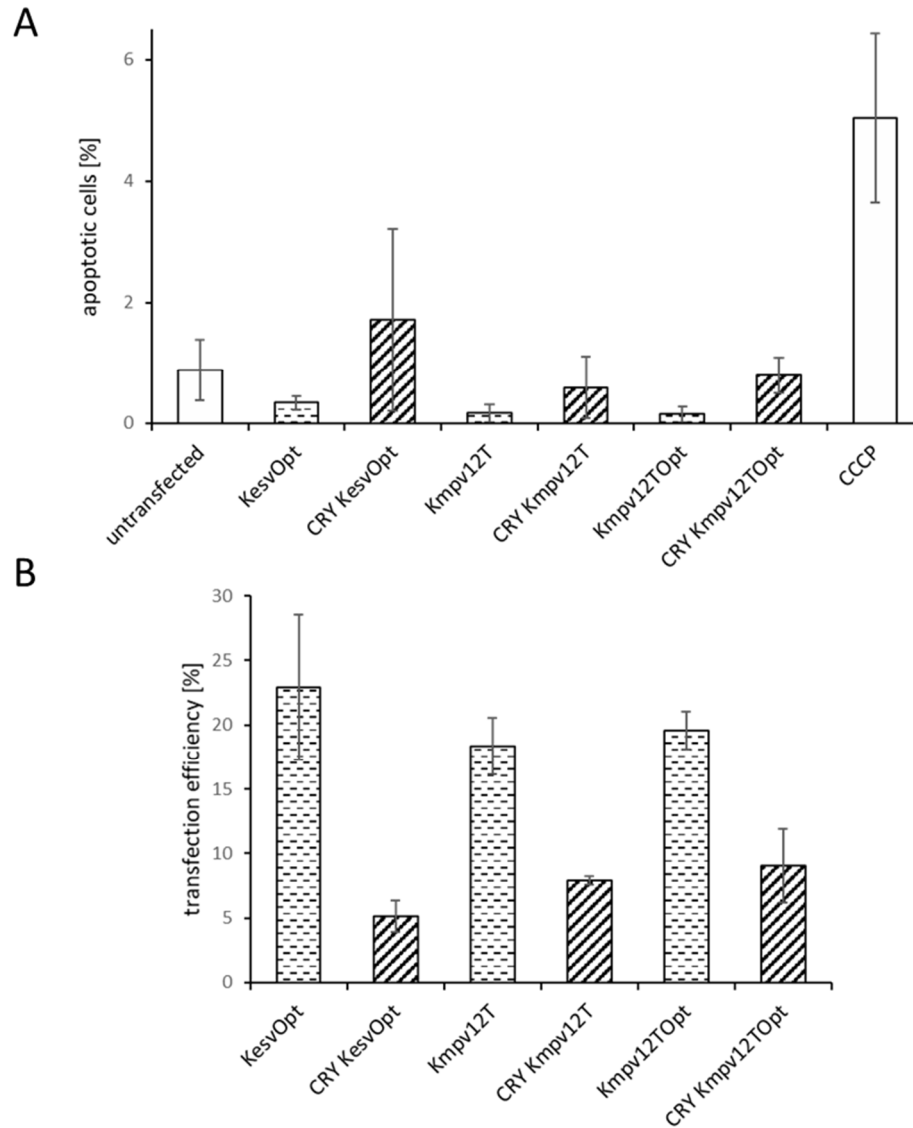 A
apoptotic cells [%]
6
4
2
0
untransfected
KesvOpt
CRY KesvOpt
Kmpv12T
CRY Kmpv12T
Kmpv12TOpt
CRY Kmpv12TOpt
CCCP
B
transfection efficiency [%]
30
25
20
15
10
5
0
KesvOpt
CRY KesvOpt
Kmpv12T
CRY Kmpv12T
Kmpv12TOpt
CRY Kmpv12TOpt